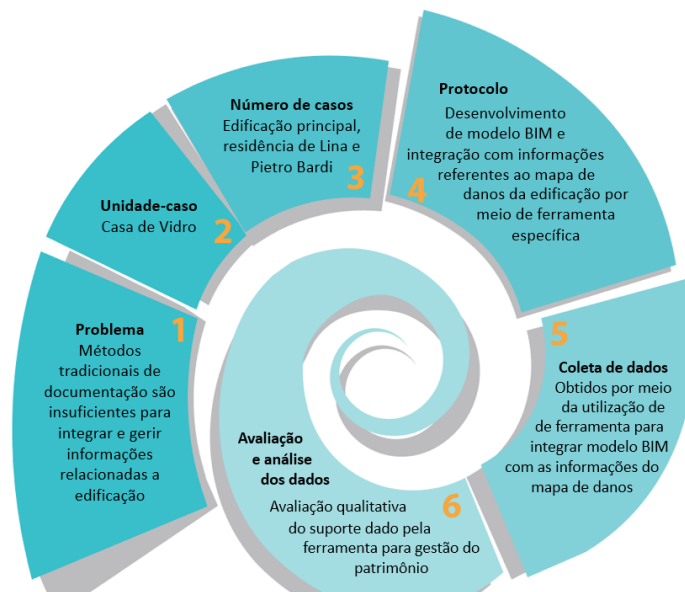 1
Problema
Métodos
tradicionais de
documentação são
insuficientes para
integrar e gerir
informações
relacionadas a
edificação
2
Unidade-caso
Casa de Vidro
3
Número de casos
Edificação principal,
residência de Lina e
Pietro Bardi
4
Protocolo
Desenvolvimento
de modelo BIM e
integração com informações
referentes ao mapa de
danos da edificação por
meio de ferramenta
específica
5
Coleta de dados
Obtidos por meio
da utilização de
de ferramenta para
integrar modelo BIM
com as informações do
mapa de danos
6
Avaliação
e análise
dos dados
Avaliação qualitativa
do suporte dado pela
ferramenta para gestão do
patrimônio